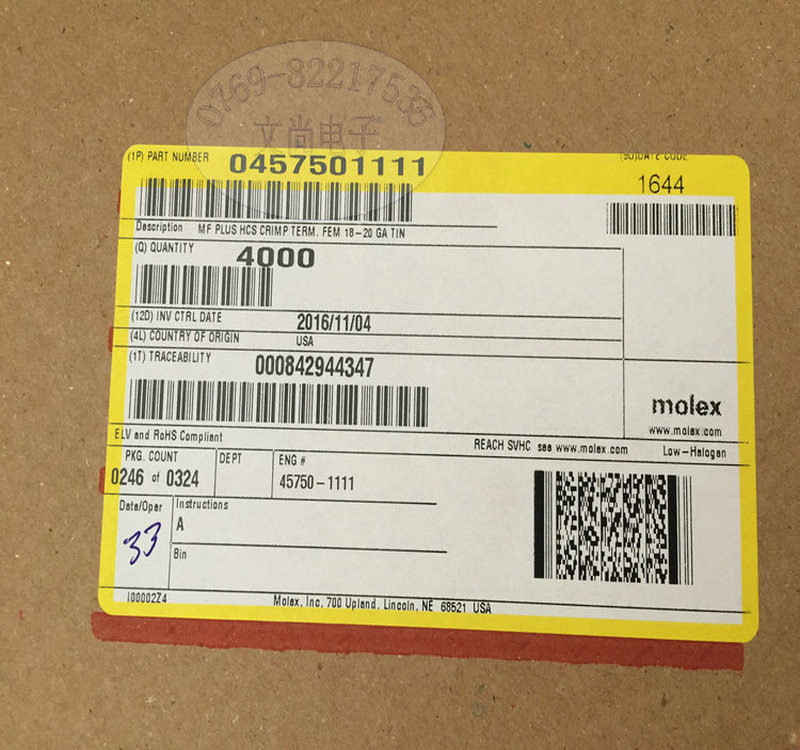 0769-82217536
文尚电子
(1P) PART NUMBER 0457501111
(9D)DATE CODE
1644
Description MF PLUS HCS CRIMP TERM. FEM 18-20 GA TIN
(Q) QUANTITY 4000
(12D) INV CTRL DATE 2016/11/04
(4L) COUNTRY OF ORIGIN USA
(1T) TRACEABILITY 000842944347
molex
www.molex.com
ELV and RoHS Compliant
REACH SVHC see www.molex.com Low-Halogen
PKG. COUNT DEPT ENG #
0246 of 0324 45750-1111
Date/Oper Instructions
A
33
Bin
I00002Z4
Molex, Inc. 700 Upland, Lincoln, NE 68521 USA